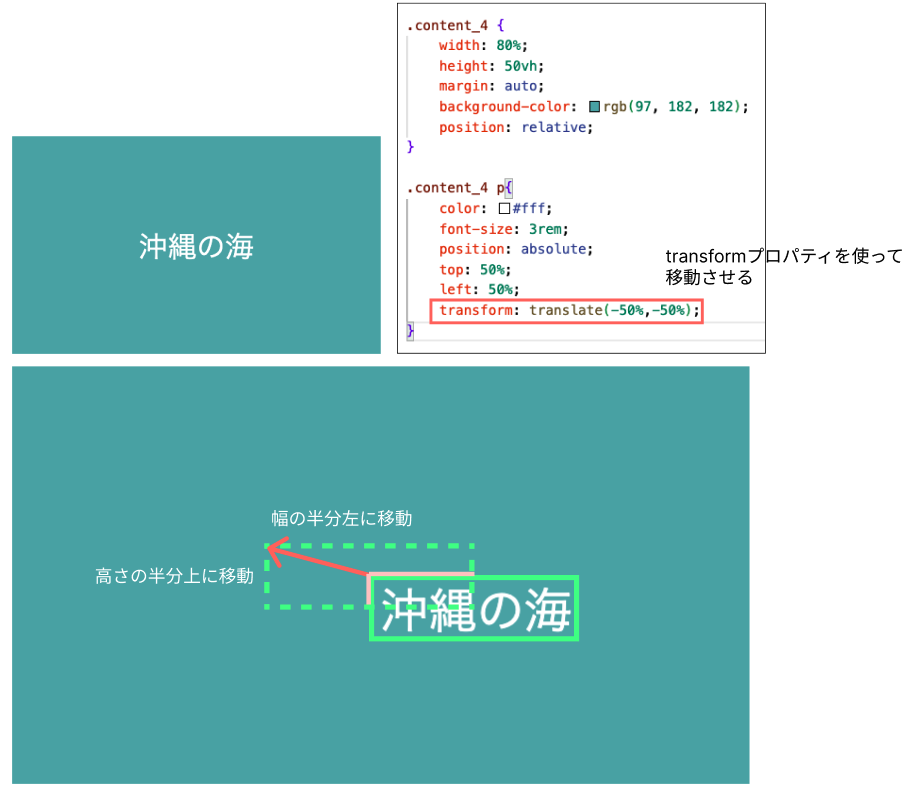 沖縄の海
.content_4 {
width: 80%;
height: 50vh;
margin: auto;
background-color: rgb(97, 182, 182);
position: relative;
}
.content_4 p{
color: #fff;
font-size: 3rem;
position: absolute;
top: 50%;
left: 50%;
transform: translate(-50%,-50%);
}
transformプロパティを使って
移動させる
幅の半分左に移動
高さの半分上に移動
沖縄の海